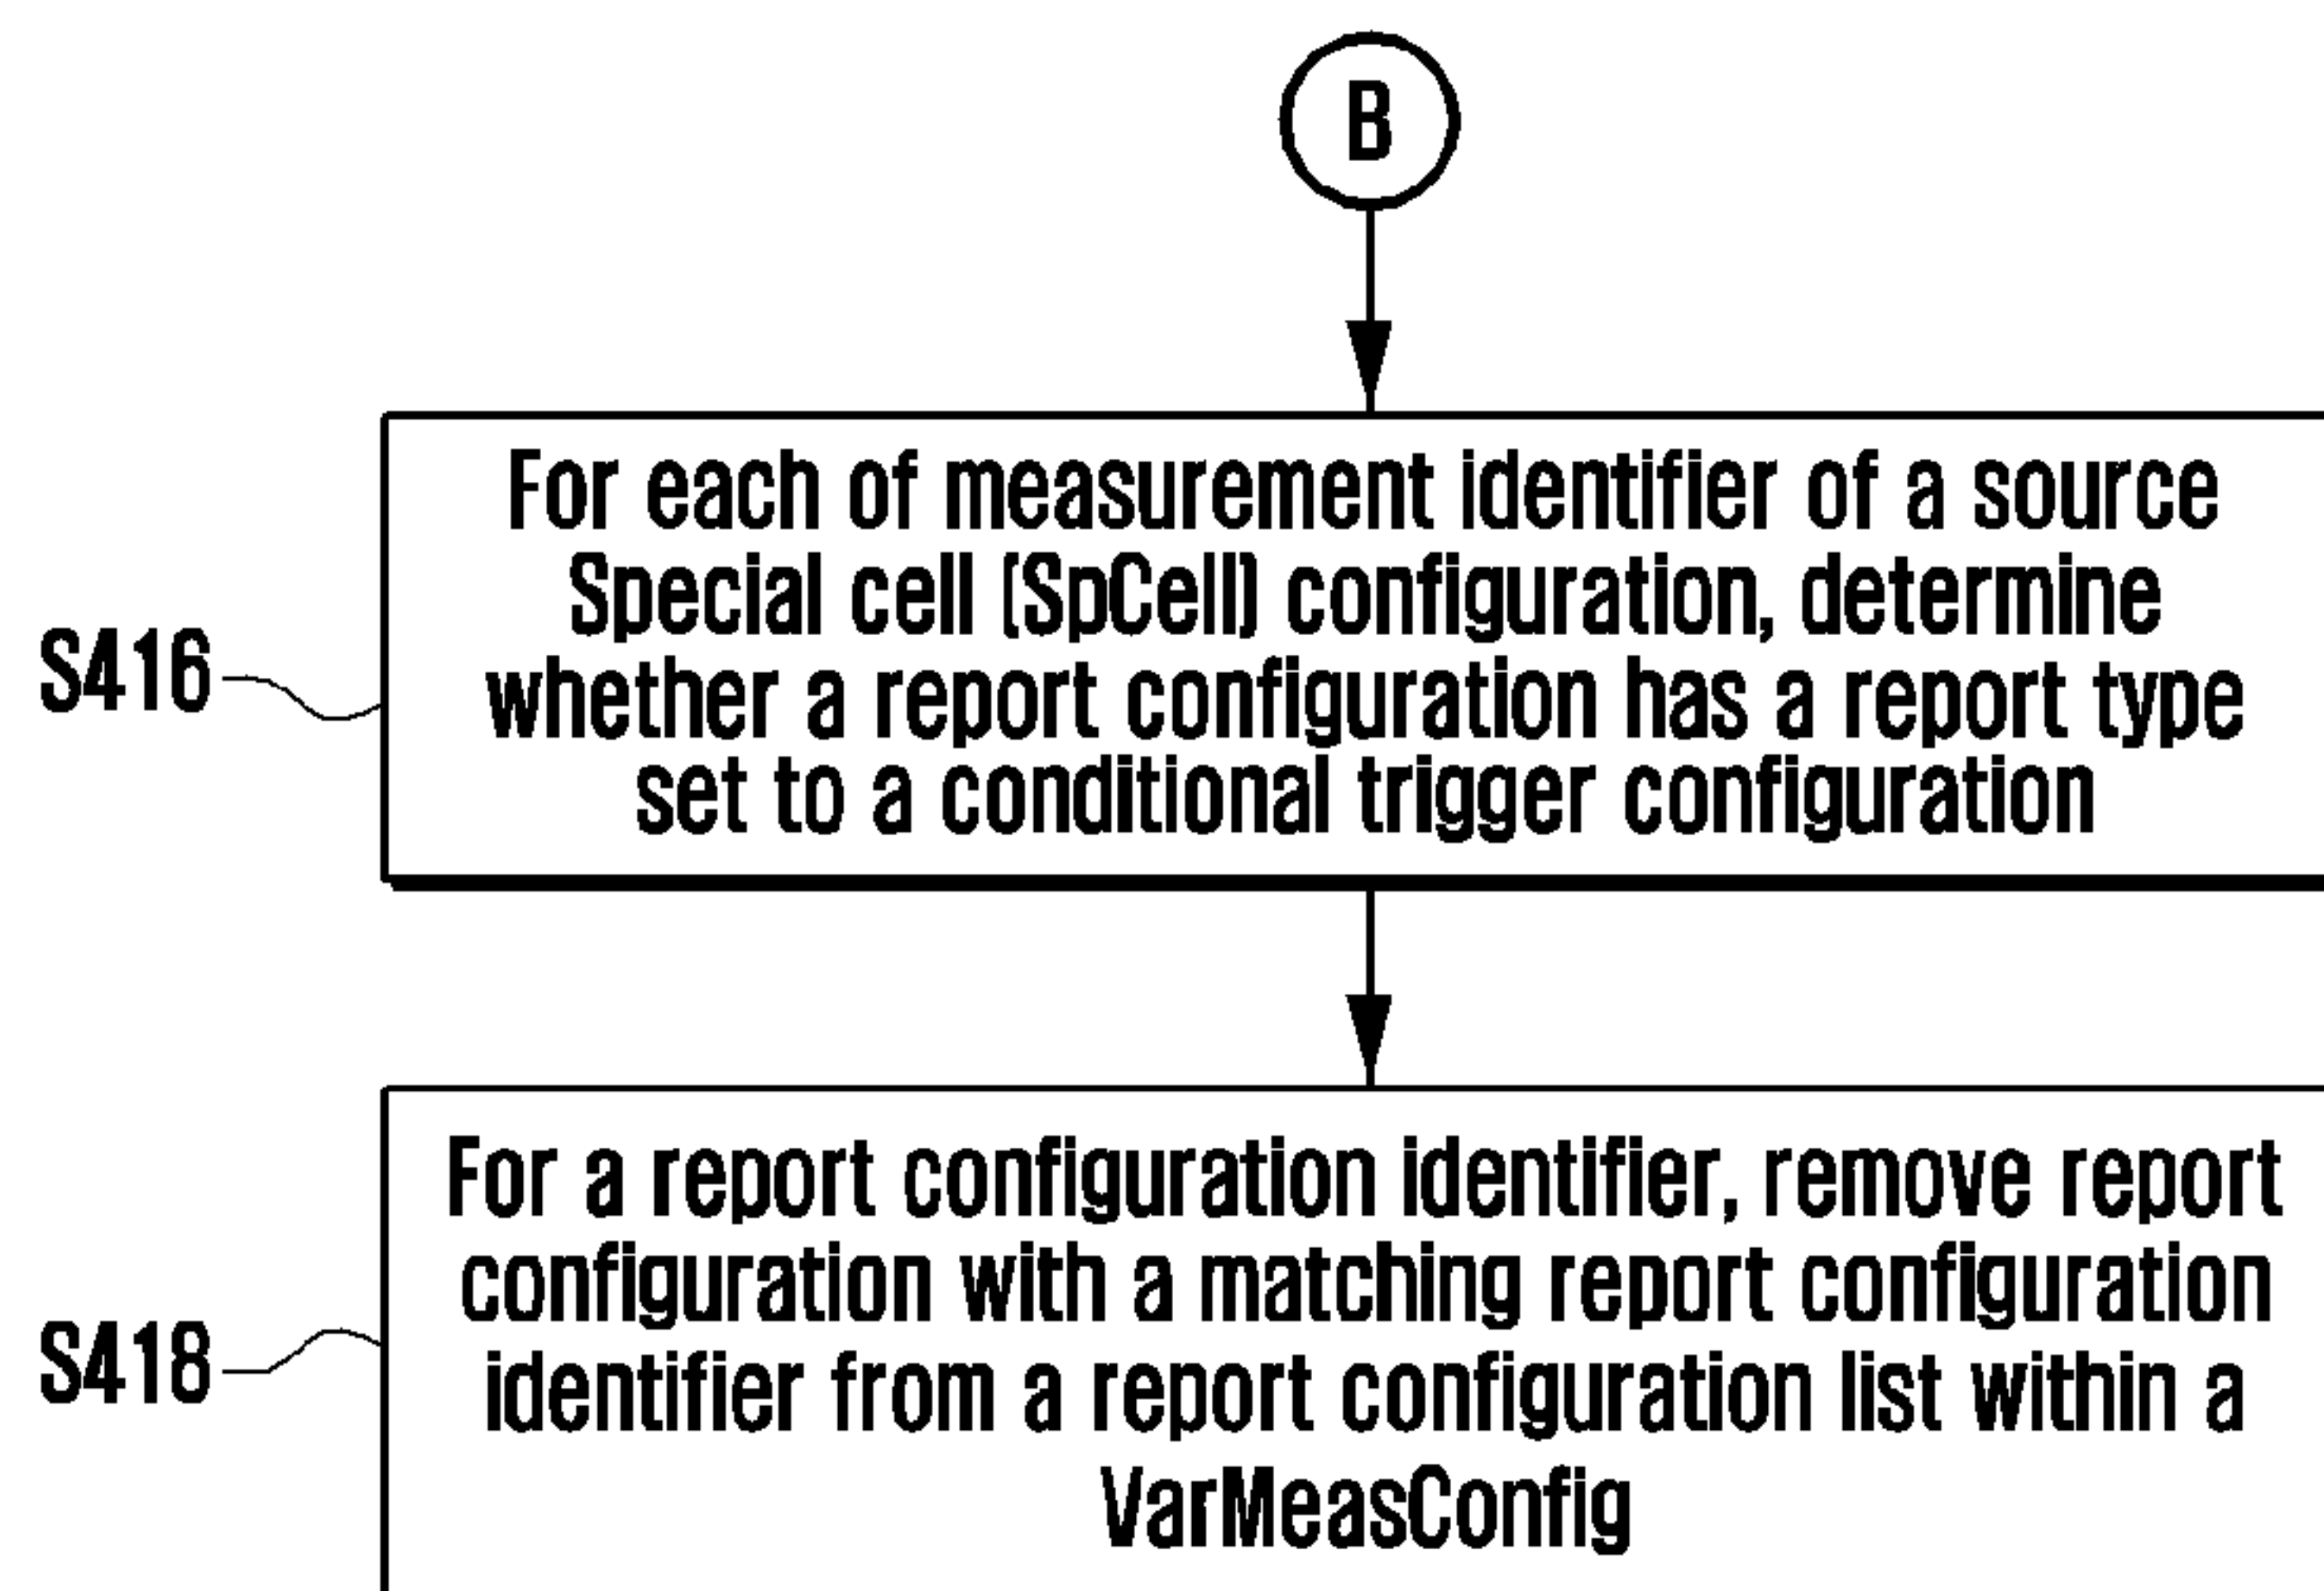 B
For each of measurement identifier of a source
Special cell (SpCell) configuration, determine
whether a report configuration has a report type
set to a conditional trigger configuration
S416
For a report configuration identifier, remove report
configuration with a matching report configuration
identifier from a report configuration list within a
VarMeasConfig
S418